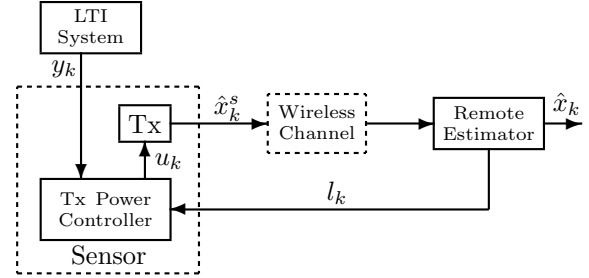 LTI
System
y_k
Tx
x̂_k^s
Wireless
Channel
Remote
Estimator
x̂_k
u_k
Tx Power
Controller
l_k
Sensor